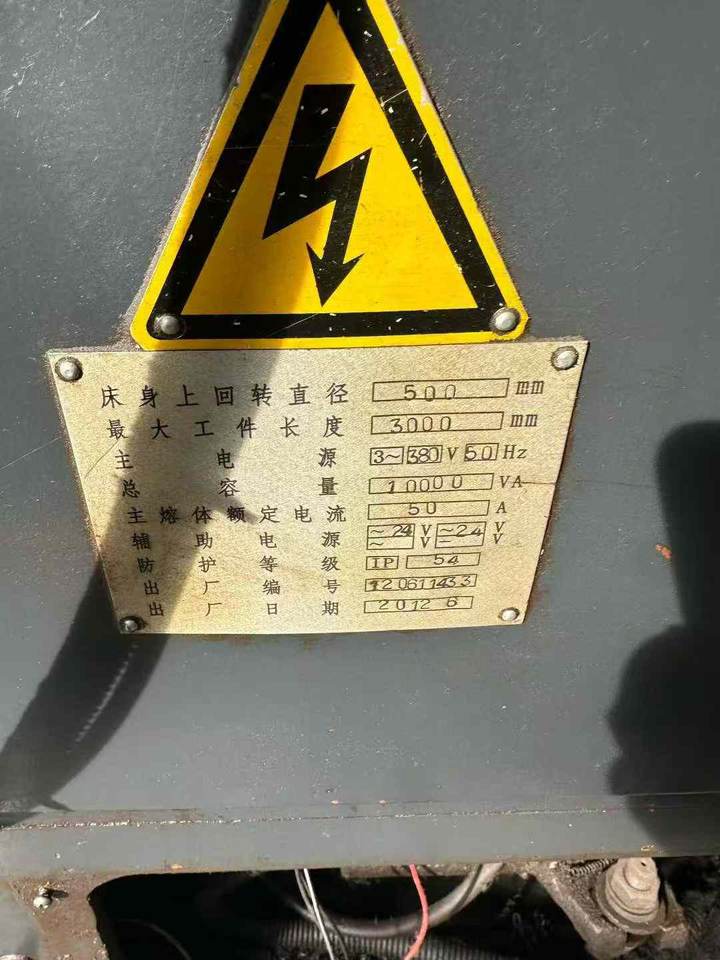 床身上回转直径 500 mm
最大工件长度 3000 mm
主电源 3~ 380 V 50 Hz
总容量 10000 VA
主熔体额定电流 50 A
辅助电源 ~24 V ~24 V
防护等级 IP 54
出厂编号 120611433
出厂日期 2012 6